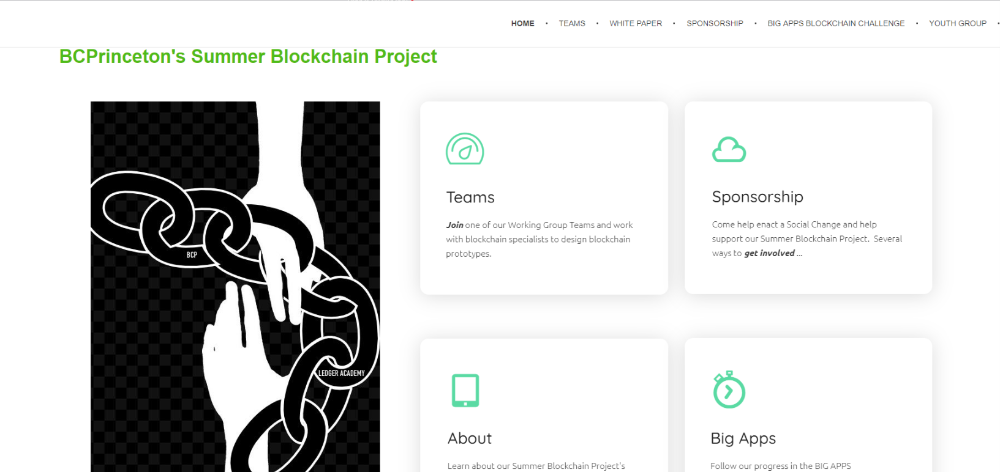 HOME • TEAMS • WHITE PAPER • SPONSORSHIP • BIG APPS BLOCKCHAIN CHALLENGE • YOUTH GROUP •
BCPrinceton's Summer Blockchain Project
BCP
LEDGER ACADEMY
Teams
Join one of our Working Group Teams and work
with blockchain specialists to design blockchain
prototypes.
Sponsorship
Come help enact a Social Change and help
support our Summer Blockchain Project. Several
ways to get involved ...
About
Learn about our Summer Blockchain Project's
Big Apps
Follow our progress in the BIG APPS